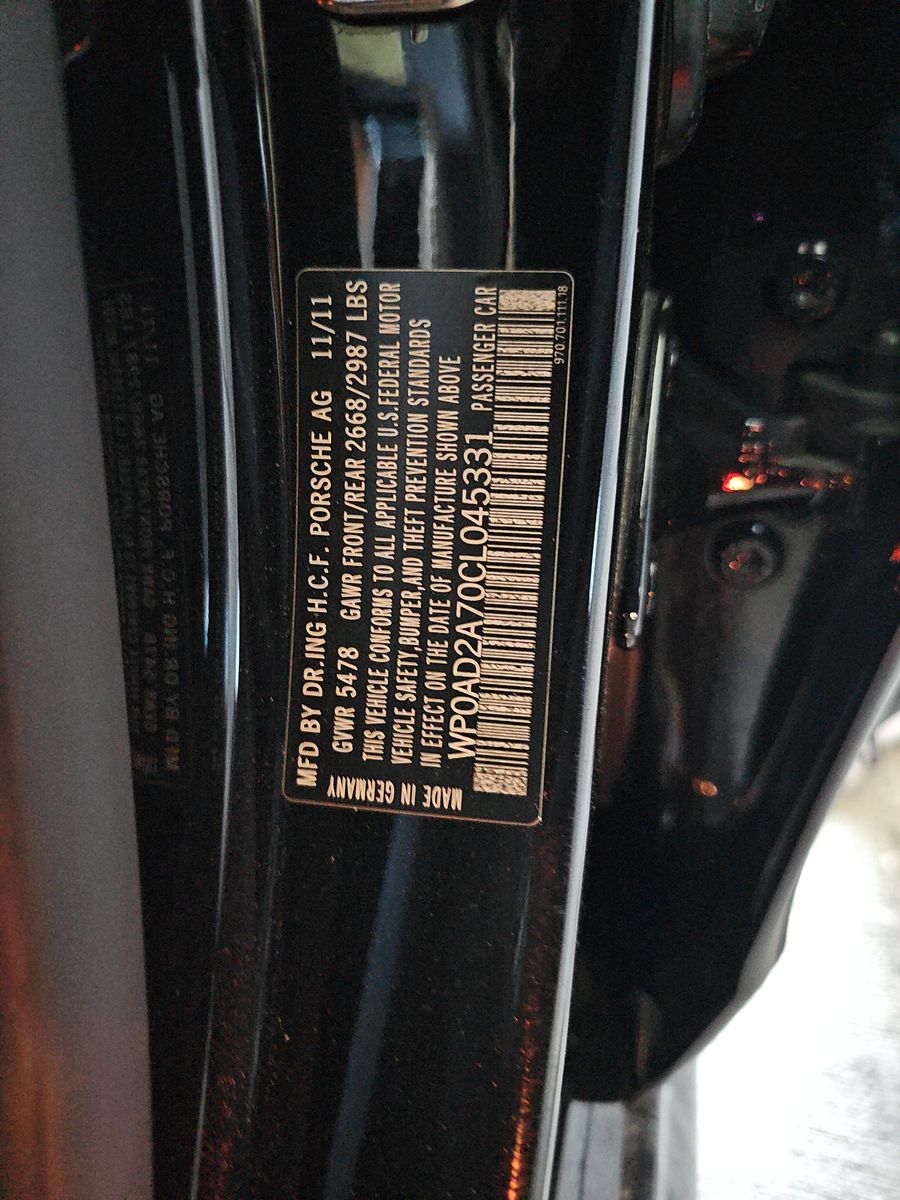 MFD BY DR.ING H.C.F. PORSCHE AG 11/11
GVWR 5478 GAWR FRONT/REAR 2668/2987 LBS
THIS VEHICLE CONFORMS TO ALL APPLICABLE U.S.FEDERAL MOTOR
VEHICLE SAFETY,BUMPER,AND THEFT PREVENTION STANDARDS
IN EFFECT ON THE DATE OF MANUFACTURE SHOWN ABOVE
WP0AD2A70CL045331 PASSENGER CAR
970 701 111 18
MADE IN GERMANY